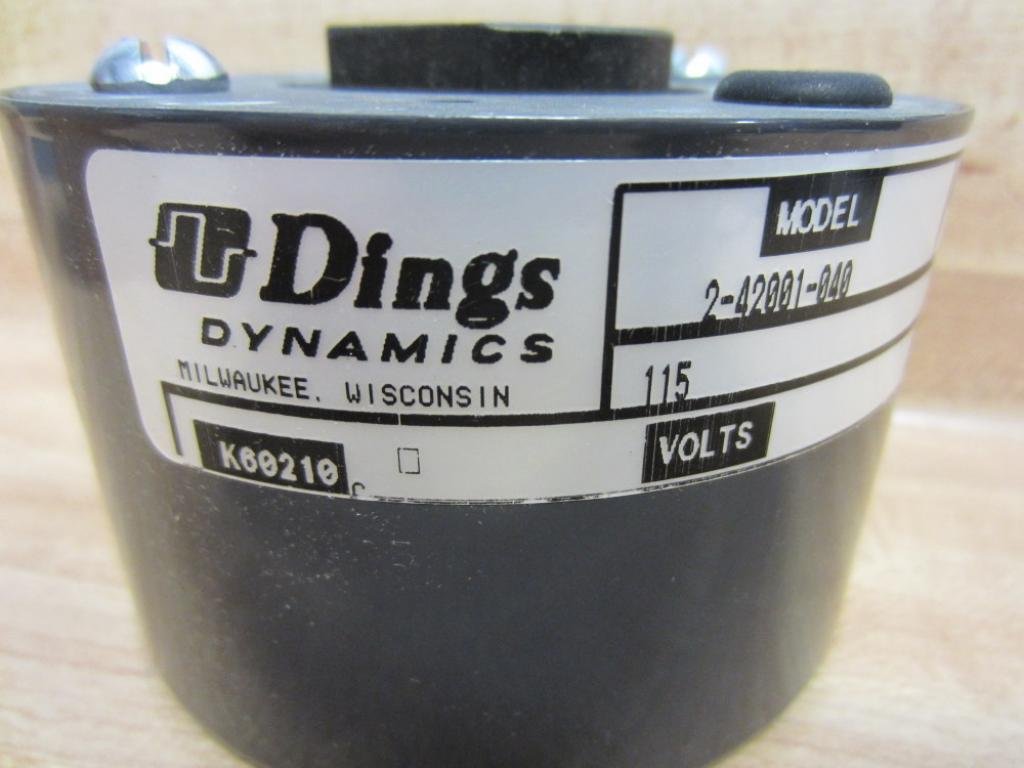 Dings
DYNAMICS
MILWAUKEE, WISCONSIN
K60210
MODEL
2-42001-040
115
VOLTS